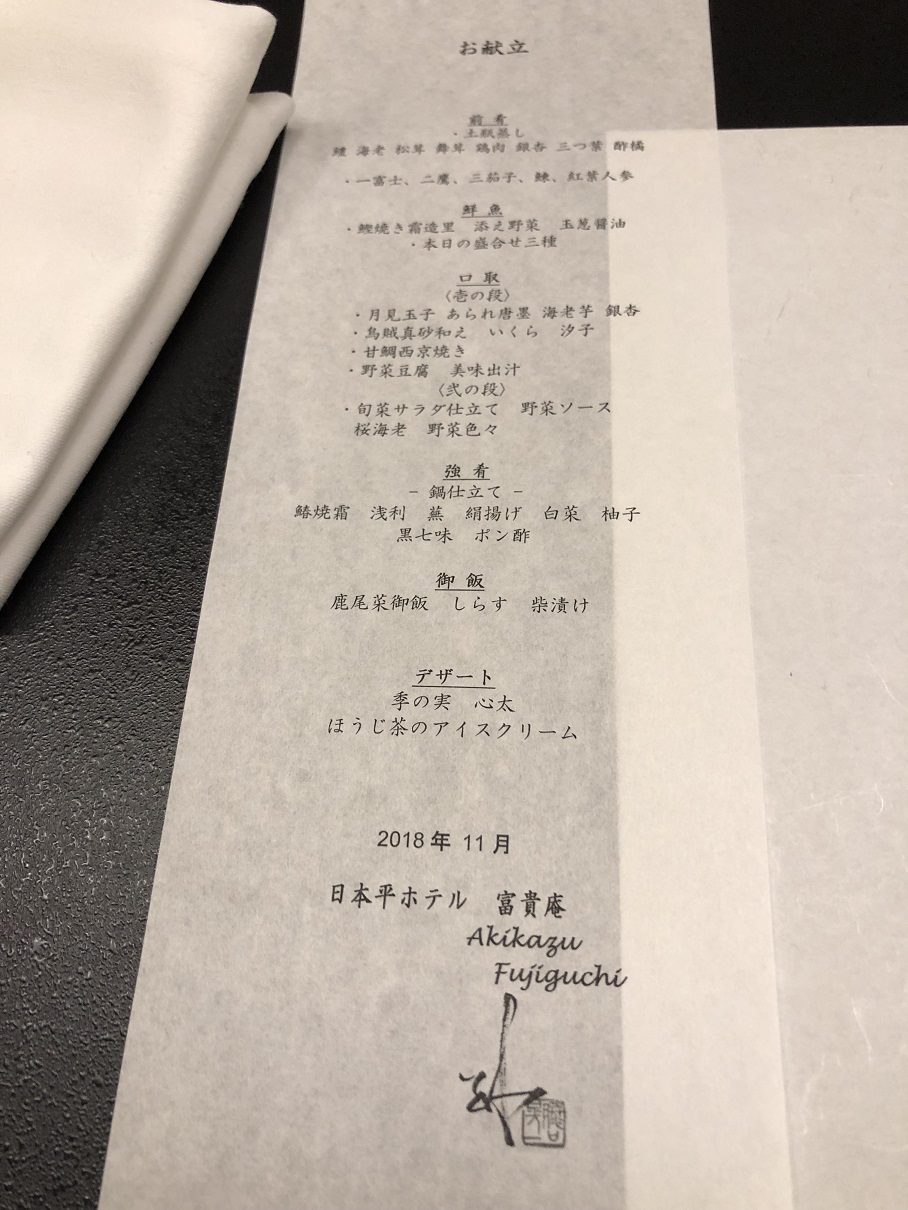 お献立
前肴
・土瓶蒸し
鱧 海老 松茸 舞茸 鶏肉 銀杏 三つ葉 酢橘
・一富士、二鷹、三茄子、鰊、紅葉人参
鮮魚
・鰹焼き霜造里 添え野菜 玉葱醤油
・本日の盛合せ三種
口取
〈壱の段〉
・月見玉子 あられ唐墨 海老芋 銀杏
・烏賊真砂和え いくら 汐子
・甘鯛西京焼き
・野菜豆腐 美味出汁
〈弐の段〉
・旬菜サラダ仕立て 野菜ソース
桜海老 野菜色々
強肴
− 鍋仕立て −
鰆焼霜 浅利 蕪 絹揚げ 白菜 柚子
黒七味 ポン酢
御飯
鹿尾菜御飯 しらす 柴漬け
デザート
季の実 心太
ほうじ茶のアイスクリーム
2018年 11月
日本平ホテル 富貴庵
Akikazu
Fujiguchi